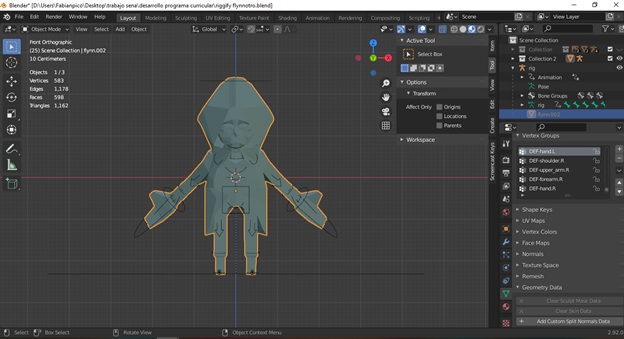 Blender* [D:\Users\Fabianpico\Desktop\trabajo sena\desarrollo programa curricular\riggify flynnotro.blend]
File Edit Render Window Help Layout Modeling Sculpting UV Editing Texture Paint Shading Animation Rendering Compositing Scripting Scene View Layer
Object Mode View Select Add Object Global Options
Front Orthographic
(25) Scene Collection | flynn.002
10 Centimeters
Objects 1/3
Vertices 583
Edges 1,178
Faces 598
Triangles 1,162
Z
Y
Active Tool
Select Box
Options
Transform
Affect Only Origins
Locations
Parents
Workspace
Item
Tool
View
Edit
Create
Screencast Keys
Scene Collection
Collection
Collection 2
rig
Animation
Pose
Bone Groups
rig
flynn.002
Vertex Groups
DEF-hand.L
DEF-shoulder.R
DEF-upper_arm.R
DEF-forearm.R
DEF-hand.R
Shape Keys
UV Maps
Vertex Colors
Face Maps
Normals
Texture Space
Remesh
Geometry Data
Clear Sculpt Mask Data
Clear Skin Data
Add Custom Split Normals Data
Select Box Select Rotate View Object Context Menu 2.92.0